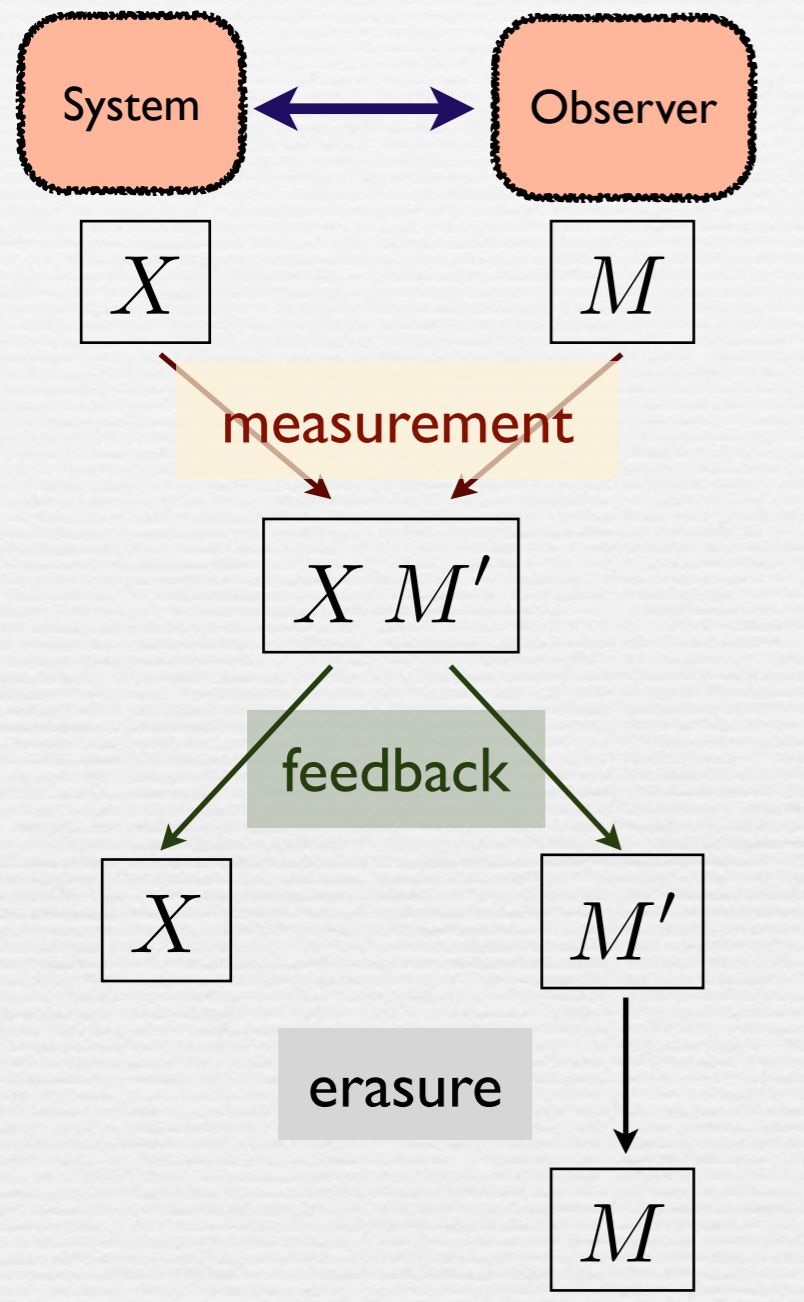 System Observer
X M
measurement
X M′
feedback
X M′
erasure
M